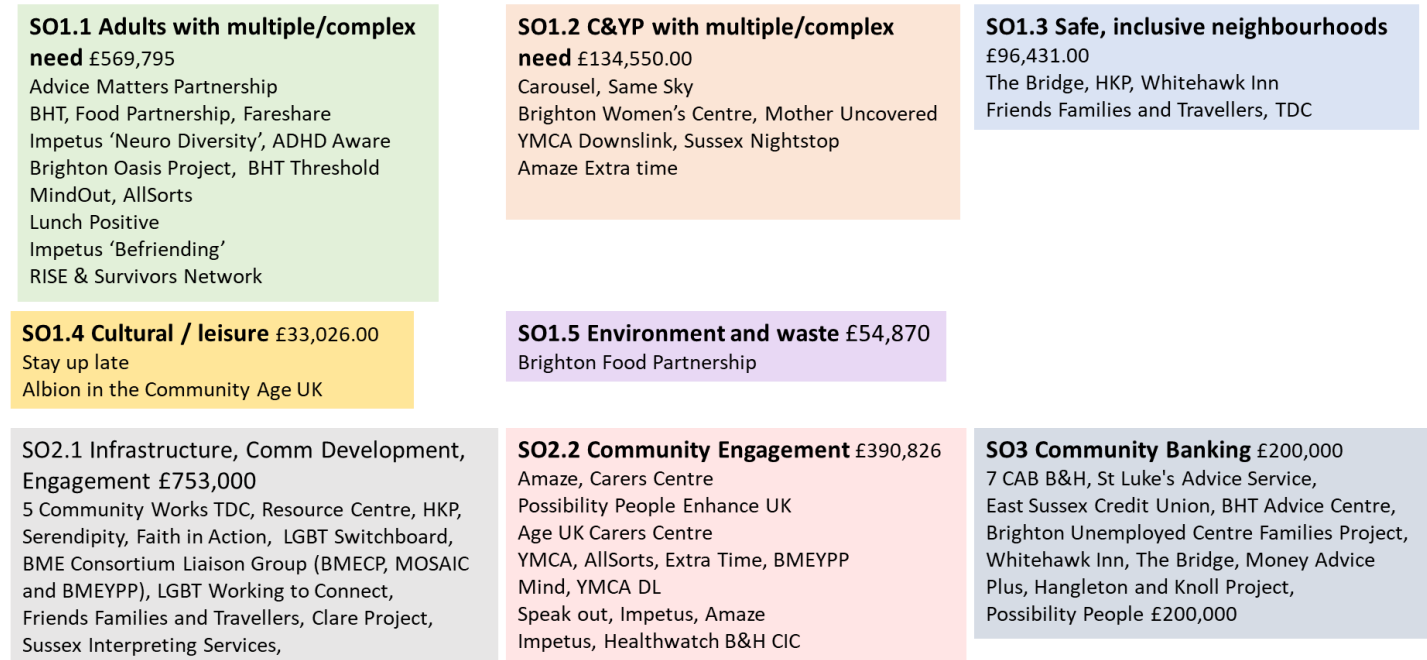 SO1.1 Adults with multiple/complex
need £569,795
Advice Matters Partnership
BHT, Food Partnership, Fareshare
Impetus ‘Neuro Diversity’, ADHD Aware
Brighton Oasis Project, BHT Threshold
MindOut, AllSorts
Lunch Positive
Impetus ‘Befriending’
RISE & Survivors Network
SO1.2 C&YP with multiple/complex
need £134,550.00
Carousel, Same Sky
Brighton Women’s Centre, Mother Uncovered
YMCA Downslink, Sussex Nightstop
Amaze Extra time
SO1.3 Safe, inclusive neighbourhoods
£96,431.00
The Bridge, HKP, Whitehawk Inn
Friends Families and Travellers, TDC
SO1.4 Cultural / leisure £33,026.00
Stay up late
Albion in the Community Age UK
SO1.5 Environment and waste £54,870
Brighton Food Partnership
SO2.1 Infrastructure, Comm Development,
Engagement £753,000
5 Community Works TDC, Resource Centre, HKP,
Serendipity, Faith in Action, LGBT Switchboard,
BME Consortium Liaison Group (BMECP, MOSAIC
and BMEYPP), LGBT Working to Connect,
Friends Families and Travellers, Clare Project,
Sussex Interpreting Services,
SO2.2 Community Engagement £390,826
Amaze, Carers Centre
Possibility People Enhance UK
Age UK Carers Centre
YMCA, AllSorts, Extra Time, BMEYPP
Mind, YMCA DL
Speak out, Impetus, Amaze
Impetus, Healthwatch B&H CIC
SO3 Community Banking £200,000
7 CAB B&H, St Luke's Advice Service,
East Sussex Credit Union, BHT Advice Centre,
Brighton Unemployed Centre Families Project,
Whitehawk Inn, The Bridge, Money Advice
Plus, Hangleton and Knoll Project,
Possibility People £200,000